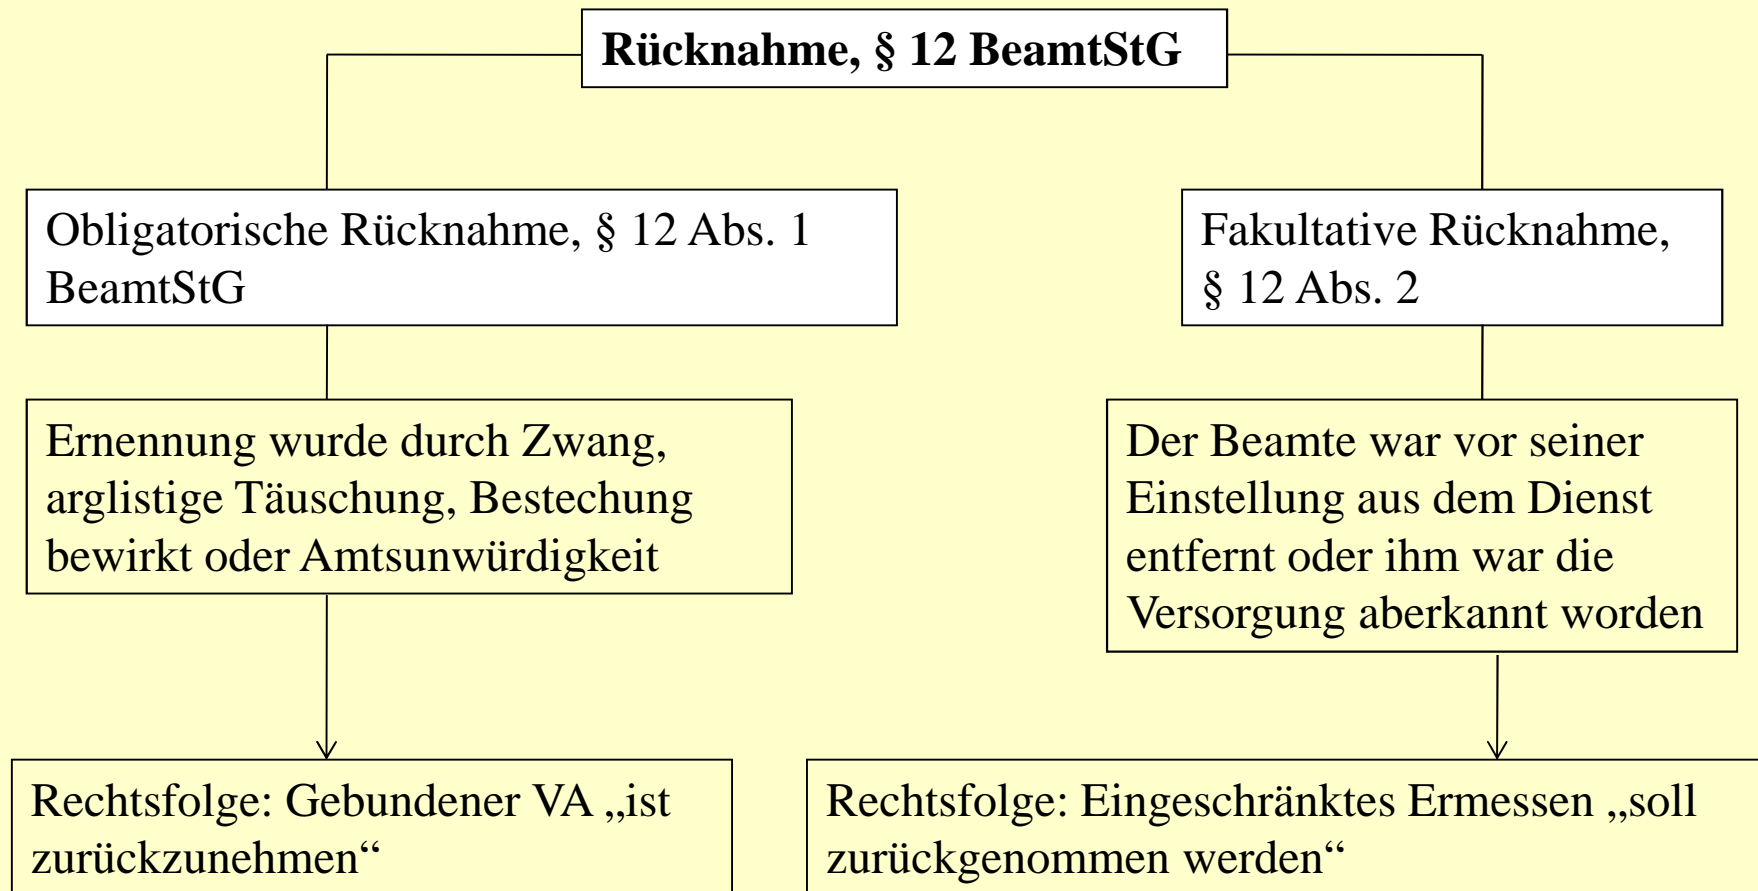 Rücknahme, § 12 BeamtStG
Obligatorische Rücknahme, § 12 Abs. 1
BeamtStG
Fakultative Rücknahme,
§ 12 Abs. 2
Ernennung wurde durch Zwang,
arglistige Täuschung, Bestechung
bewirkt oder Amtsunwürdigkeit
Der Beamte war vor seiner
Einstellung aus dem Dienst
entfernt oder ihm war die
Versorgung aberkannt worden
Rechtsfolge: Gebundener VA „ist
zurückzunehmen“
Rechtsfolge: Eingeschränktes Ermessen „soll
zurückgenommen werden“